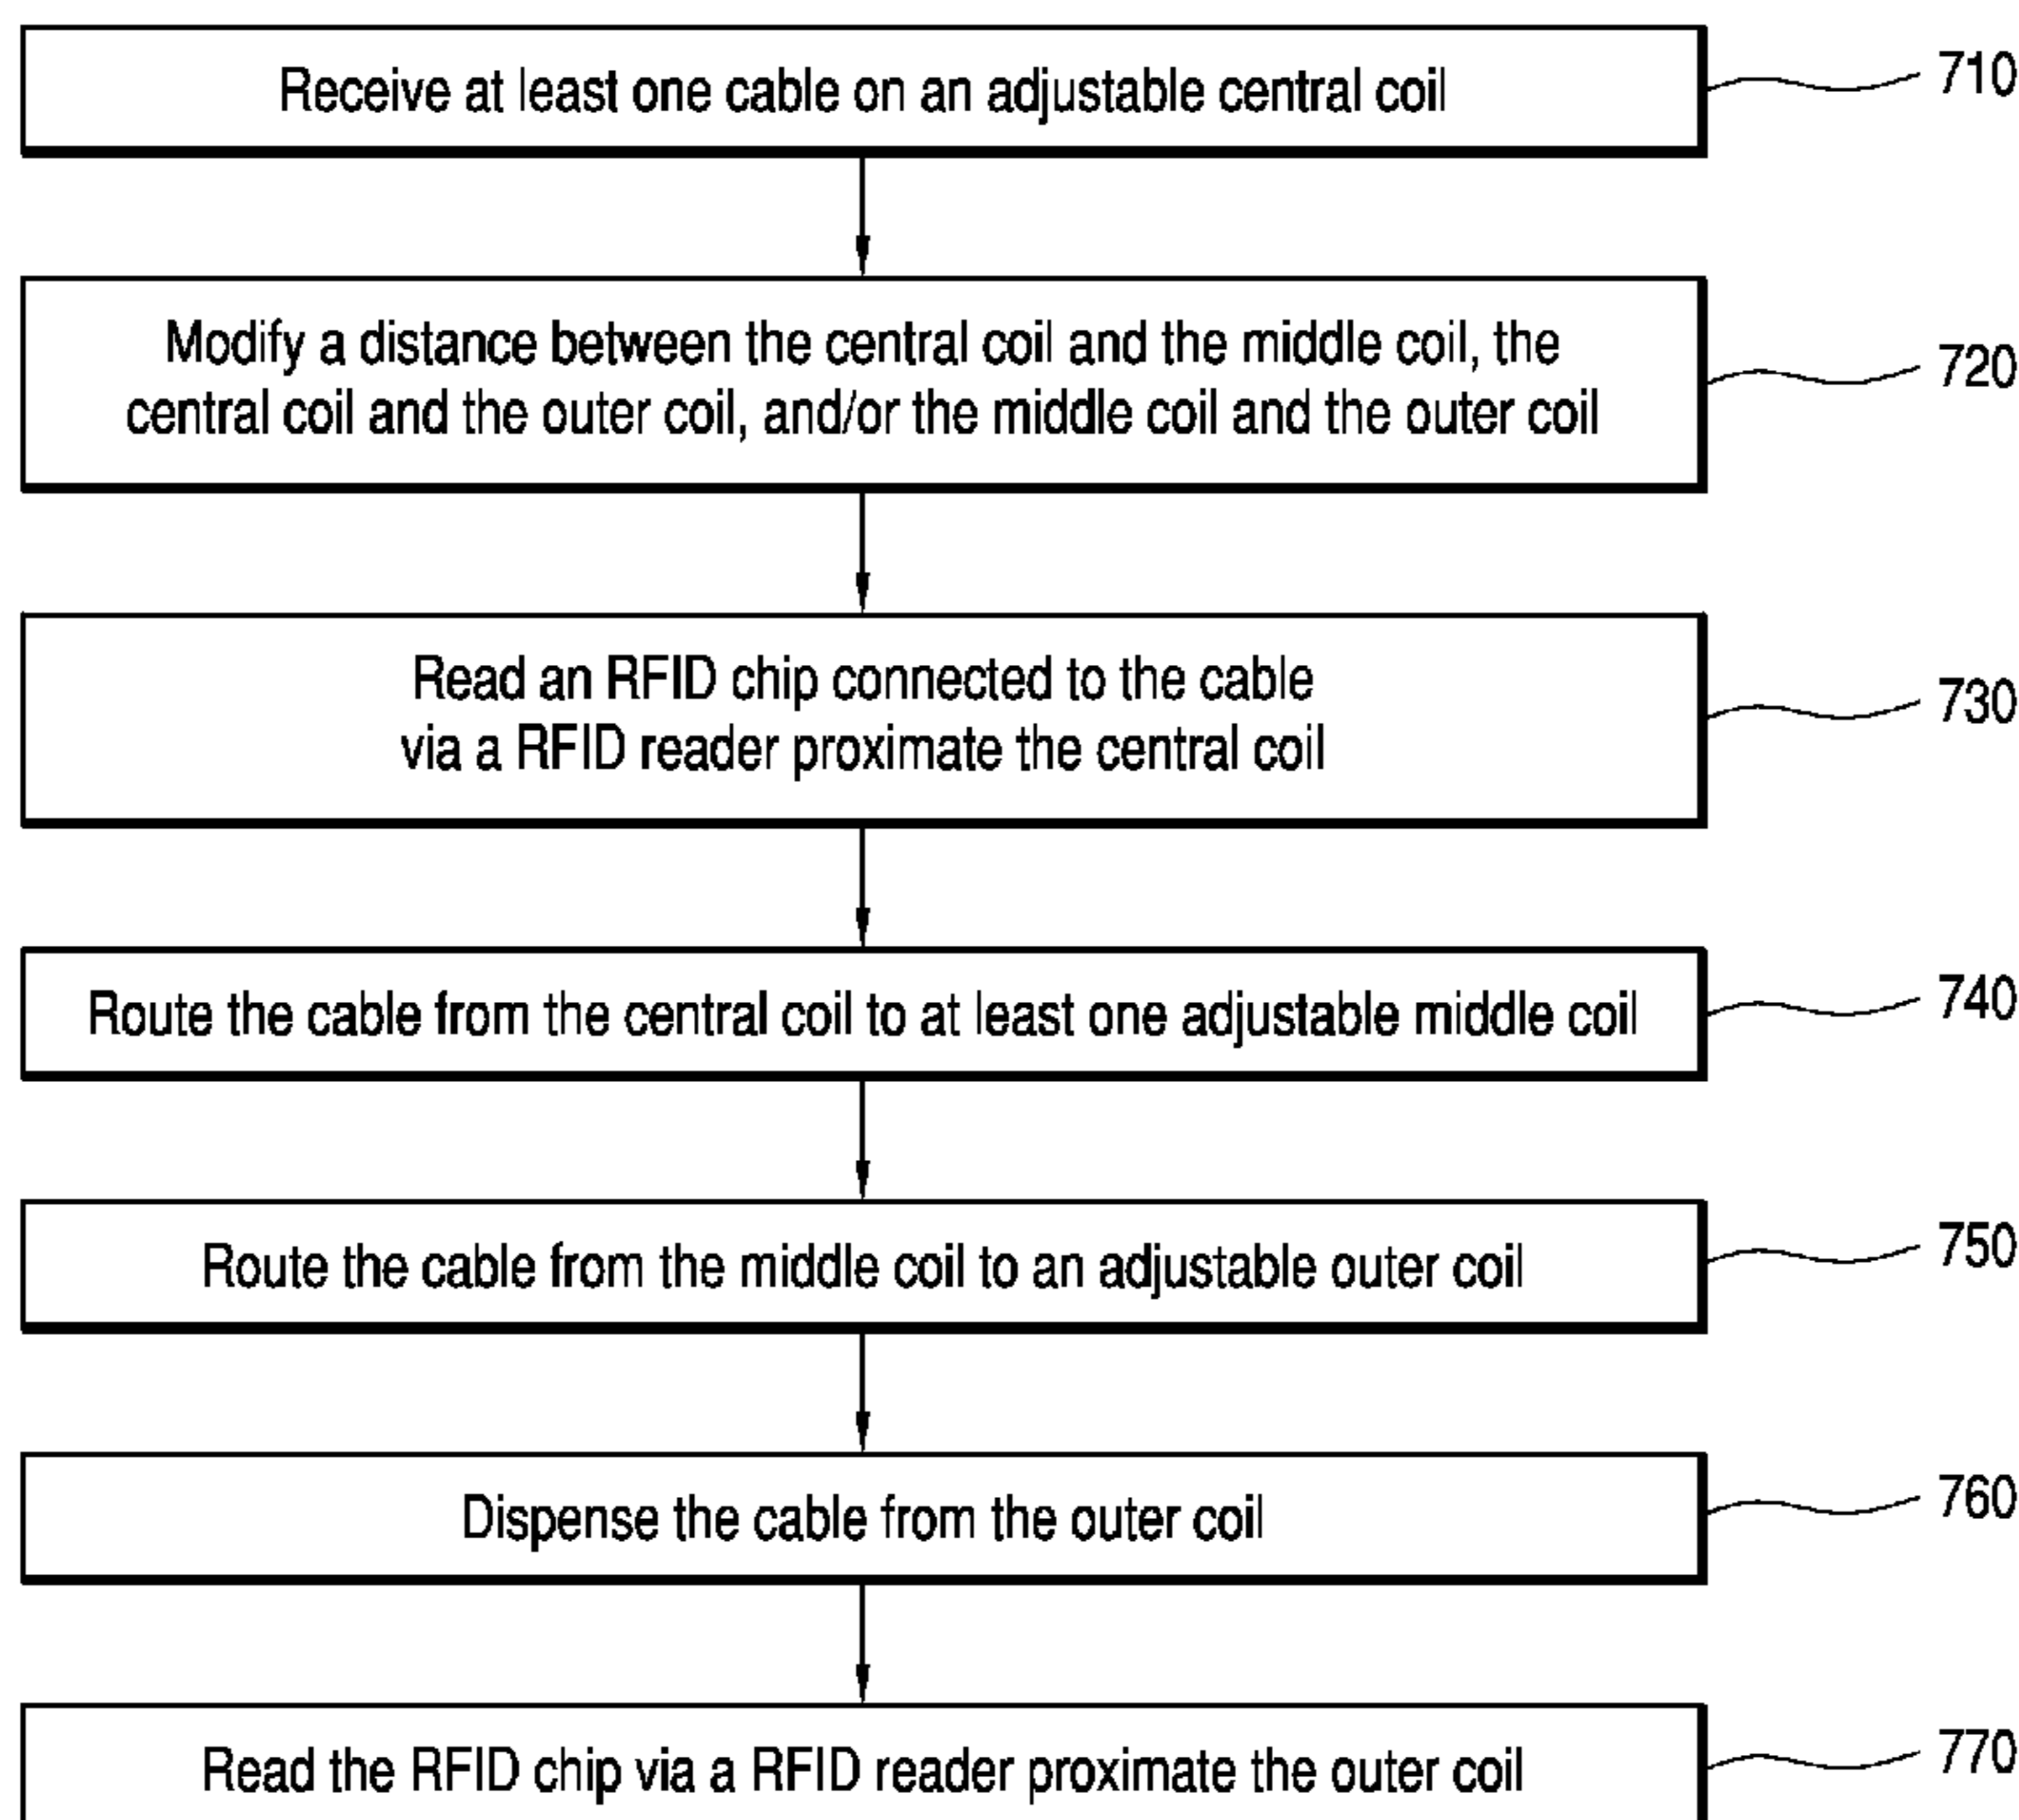 Receive at least one cable on an adjustable central coil
710
Modify a distance between the central coil and the middle coil, the
central coil and the outer coil, and/or the middle coil and the outer coil
720
Read an RFID chip connected to the cable
via a RFID reader proximate the central coil
730
Route the cable from the central coil to at least one adjustable middle coil
740
Route the cable from the middle coil to an adjustable outer coil
750
Dispense the cable from the outer coil
760
Read the RFID chip via a RFID reader proximate the outer coil
770